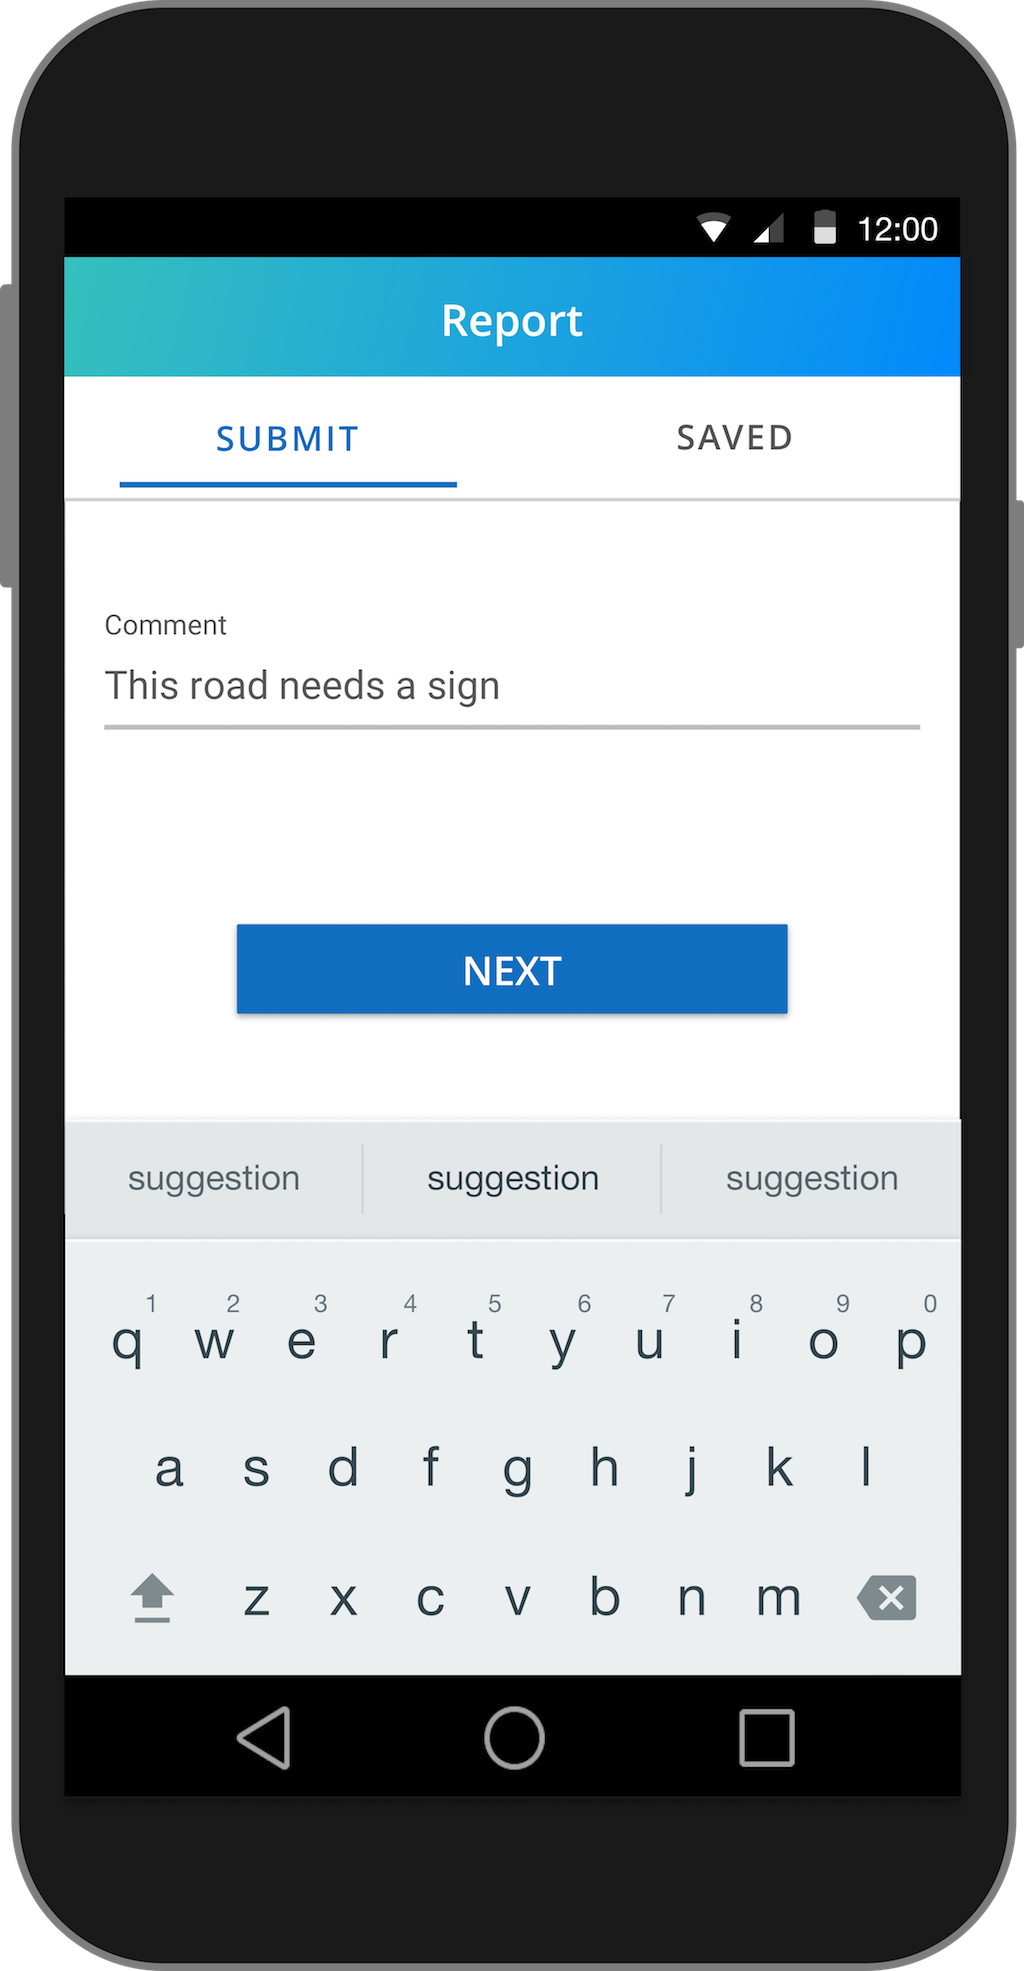 12:00
Report
SUBMIT SAVED
Comment
This road needs a sign
NEXT
suggestion suggestion suggestion
1 2 3 4 5 6 7 8 9 0
q w e r t y u i o p
a s d f g h j k l
z x c v b n m